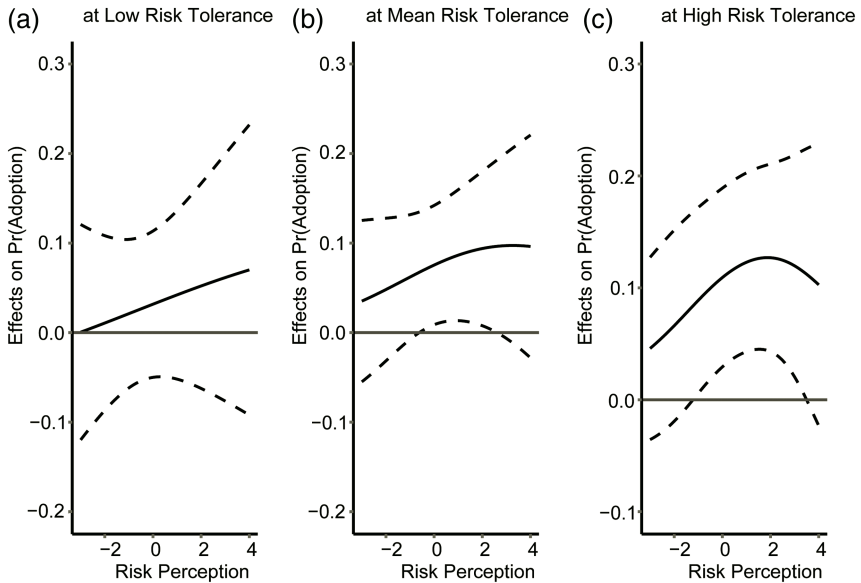 (a) at Low Risk Tolerance
Effects on Pr(Adoption)
0.3
0.2
0.1
0.0
−0.1
−0.2
−2 0 2 4
Risk Perception
(b) at Mean Risk Tolerance
Effects on Pr(Adoption)
0.3
0.2
0.1
0.0
−0.1
−0.2
−2 0 2 4
Risk Perception
(c) at High Risk Tolerance
Effects on Pr(Adoption)
0.3
0.2
0.1
0.0
−0.1
−2 0 2 4
Risk Perception